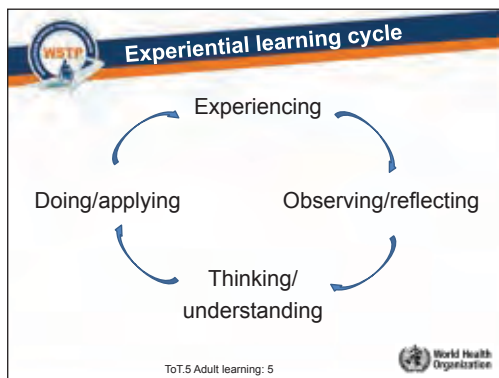 WSTP
Experiential learning cycle
Experiencing
Doing/applying
Observing/reflecting
Thinking/
understanding
ToT.5 Adult learning: 5
World Health
Organization